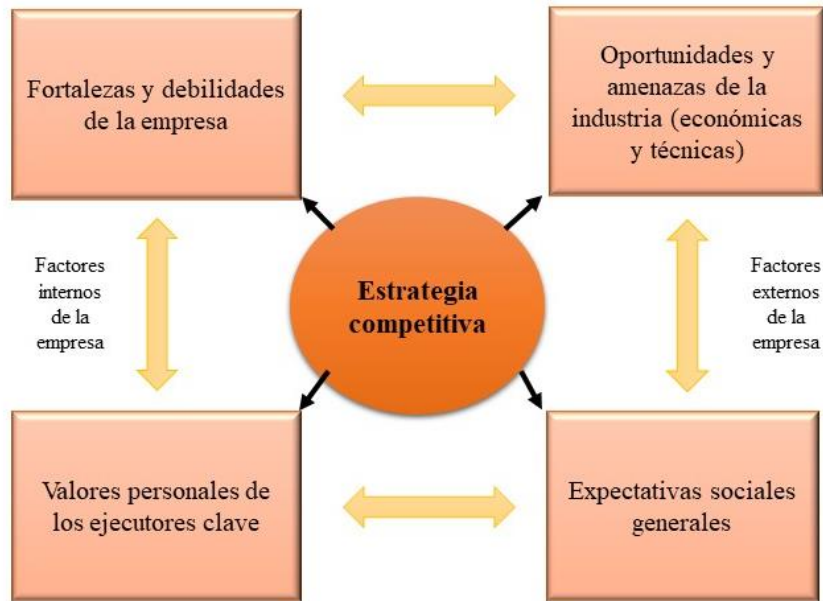 Fortalezas y debilidades
de la empresa
Oportunidades y
amenazas de la
industria (económicas
y técnicas)
Factores
internos
de la
empresa
Estrategia
competitiva
Factores
externos
de la
empresa
Valores personales de
los ejecutores clave
Expectativas sociales
generales